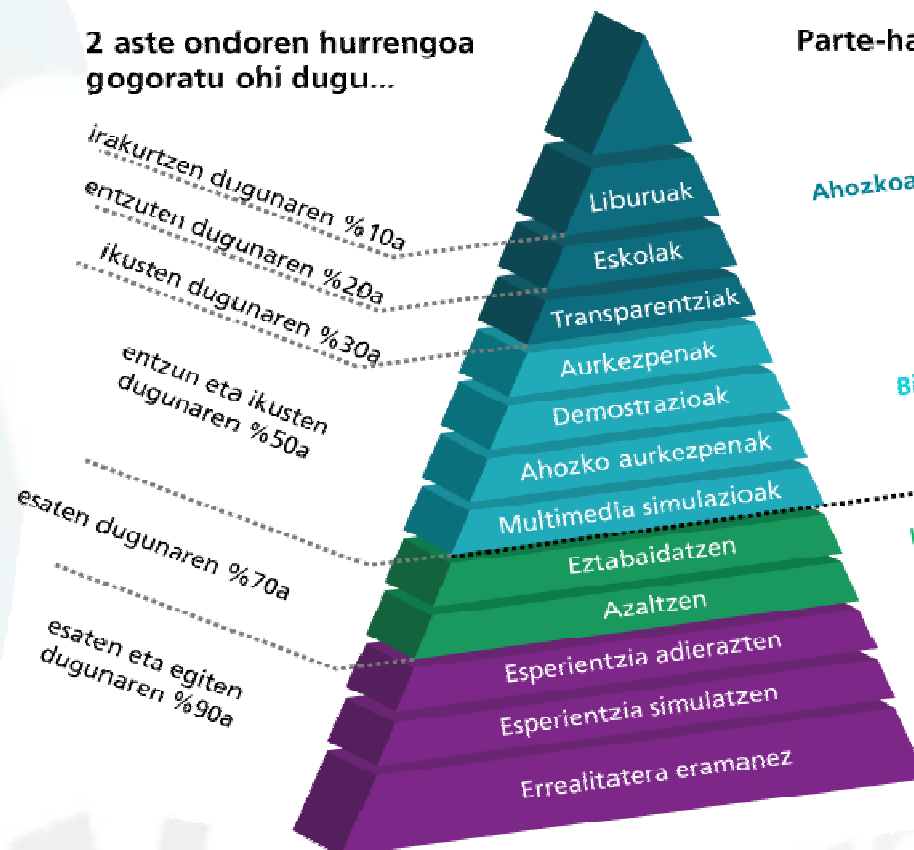 2 aste ondoren hurrengoa
gogoratu ohi dugu...
irakurtzen dugunaren %10a
entzuten dugunaren %20a
ikusten dugunaren %30a
entzun eta ikusten
dugunaren %50a
esaten dugunaren %70a
esaten eta egiten
dugunaren %90a
Liburuak
Eskolak
Transparentziak
Aurkezpenak
Demostrazioak
Ahozko aurkezpenak
Multimedia simulazioak
Eztabaidatzen
Azaltzen
Esperientzia adierazten
Esperientzia simulatzen
Errealitatera eramanez
Ahozkoa